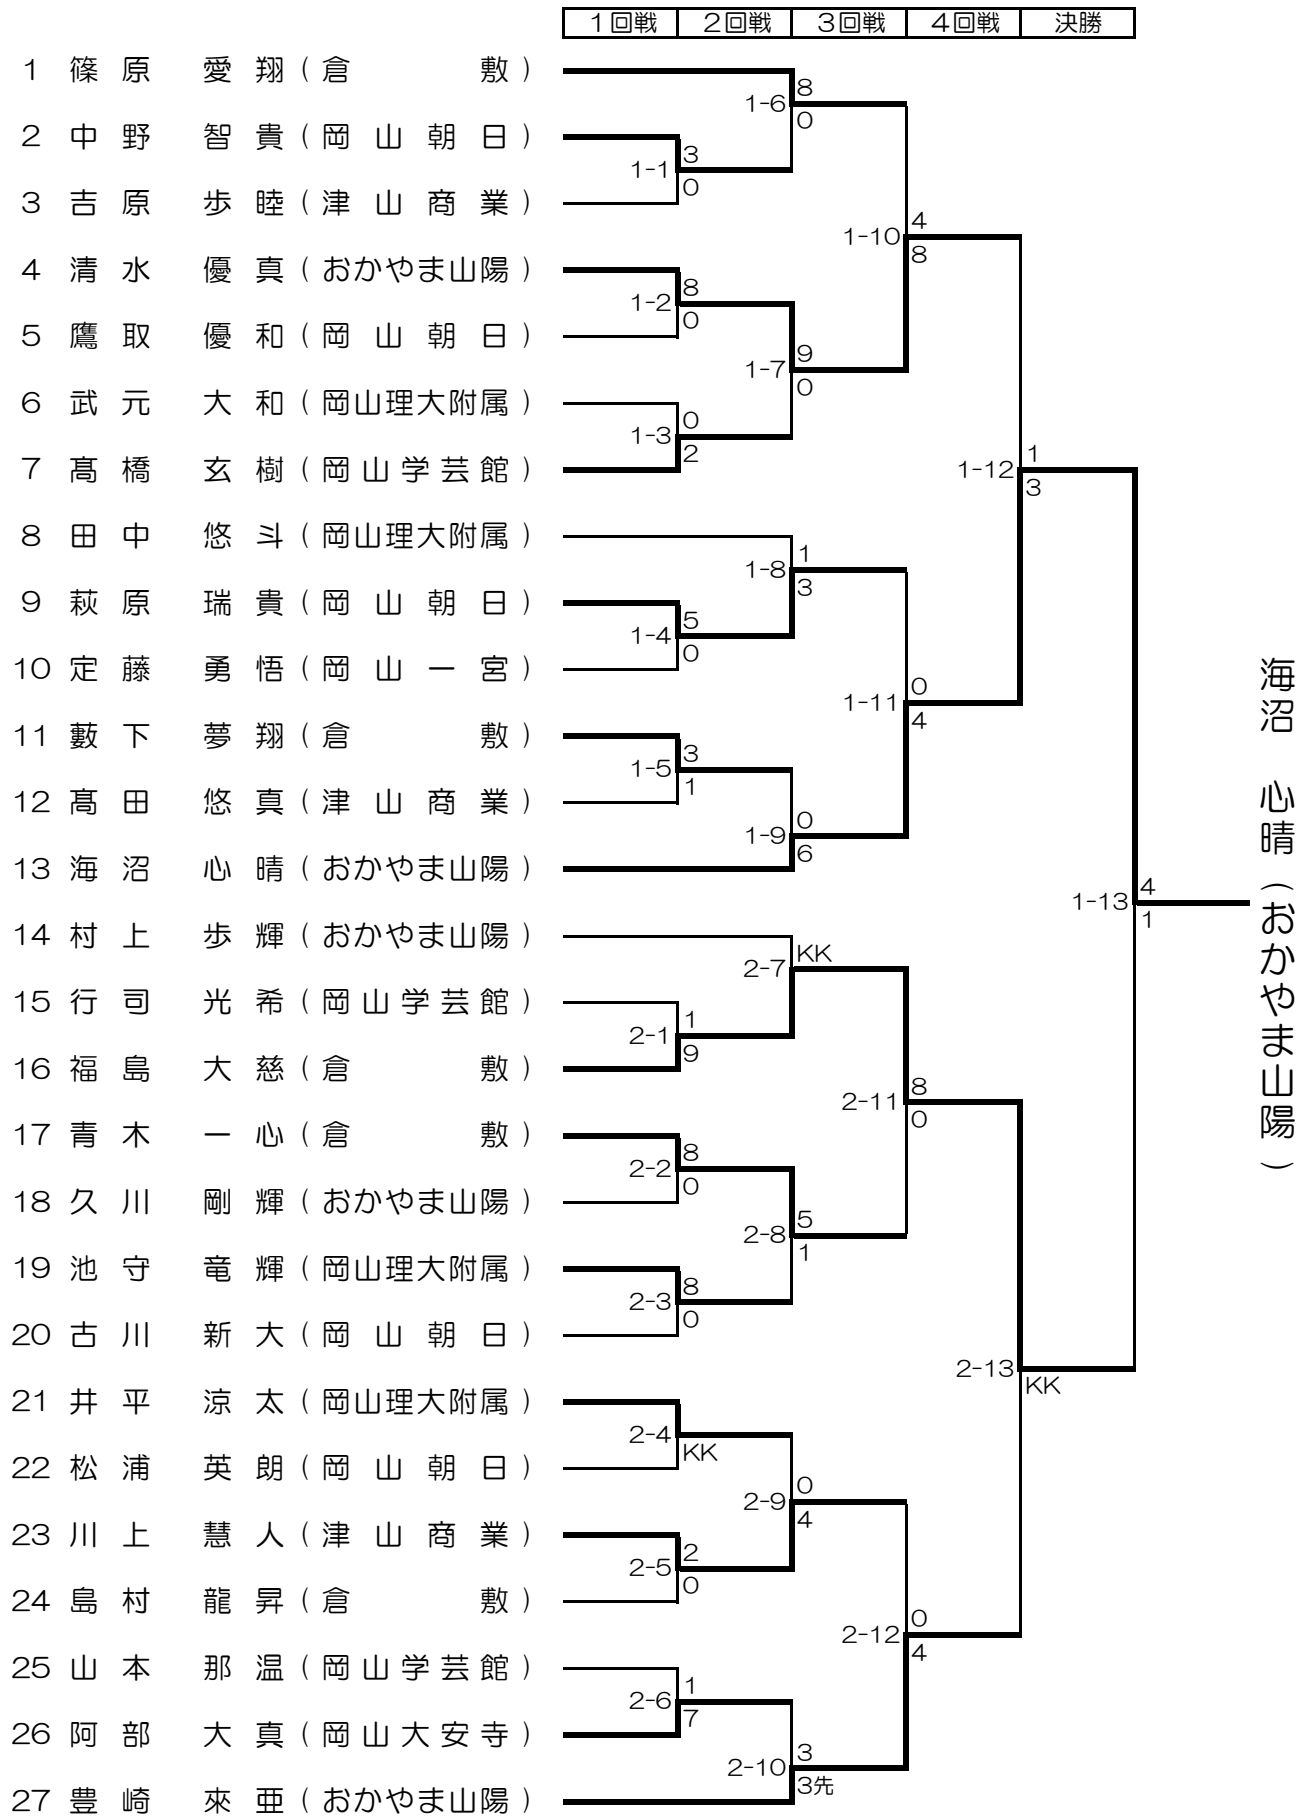 1回戦 2回戦 3回戦 4回戦 決勝
1 篠原 愛翔(倉敷)
8
1-6
0
2 中野 智貴(岡山朝日)
3
1-1
0
3 吉原 歩睦(津山商業)
4
1-10
8
4 清水 優真(おかやま山陽)
8
1-2
0
5 鷹取 優和(岡山朝日)
9
1-7
0
6 武元 大和(岡山理大附属)
0
1-3
2
7 髙橋 玄樹(岡山学芸館)
1
1-12
3
8 田中 悠斗(岡山理大附属)
1
1-8
3
9 萩原 瑞貴(岡山朝日)
5
1-4
0
10 定藤 勇悟(岡山一宮)
0
1-11
4
11 藪下 夢翔(倉敷)
3
1-5
1
12 髙田 悠真(津山商業)
0
1-9
6
13 海沼 心晴(おかやま山陽)
4
1-13
1
海沼 心晴(おかやま山陽)
14 村上 歩輝(おかやま山陽)
KK
2-7
15 行司 光希(岡山学芸館)
1
2-1
9
16 福島 大慈(倉敷)
8
2-11
0
17 青木 一心(倉敷)
8
2-2
0
18 久川 剛輝(おかやま山陽)
5
2-8
1
19 池守 竜輝(岡山理大附属)
8
2-3
0
20 古川 新大(岡山朝日)
2-13
KK
21 井平 涼太(岡山理大附属)
2-4
KK
22 松浦 英朗(岡山朝日)
0
2-9
4
23 川上 慧人(津山商業)
2
2-5
0
24 島村 龍昇(倉敷)
0
2-12
4
25 山本 那温(岡山学芸館)
1
2-6
7
26 阿部 大真(岡山大安寺)
3
2-10
3先
27 豊崎 來亜(おかやま山陽)